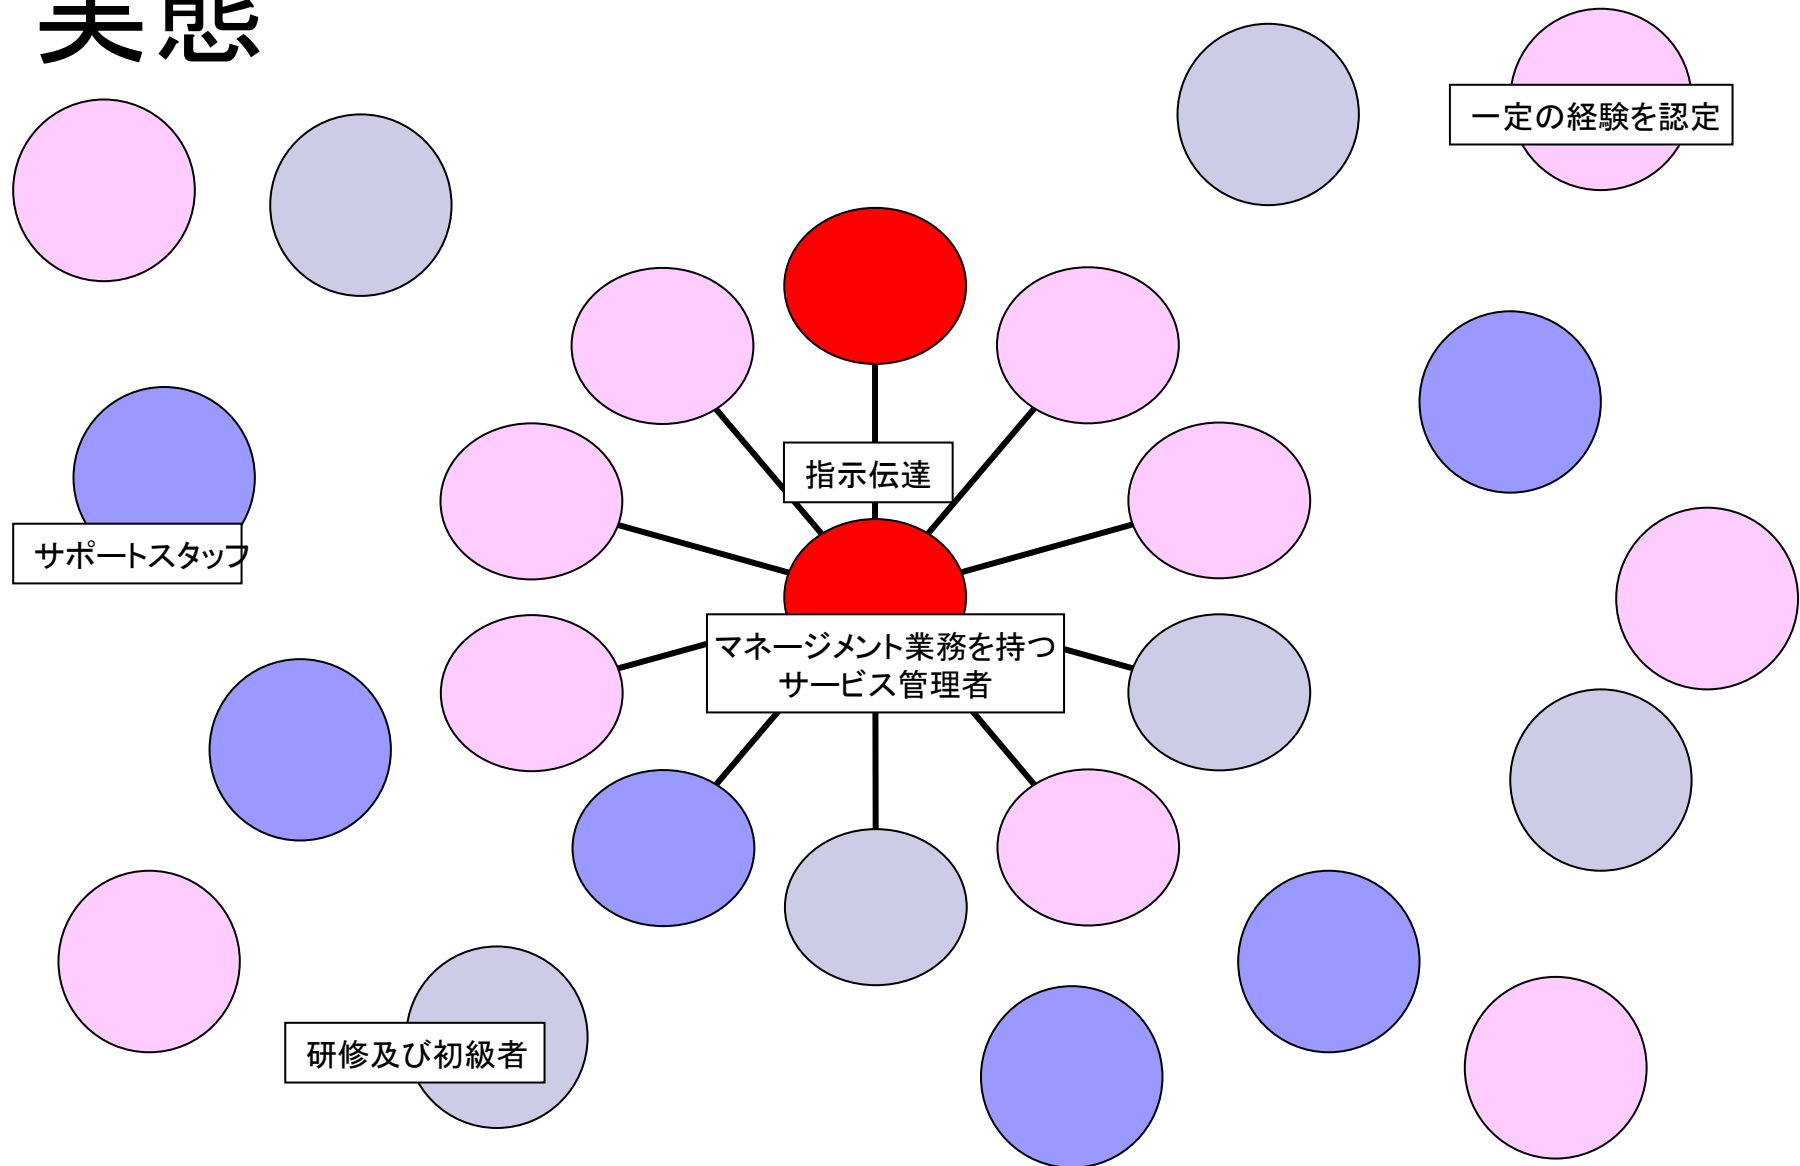 実態
一定の経験を認定
指示伝達
サポートスタッフ
マネージメント業務を持つ
サービス管理者
研修及び初級者